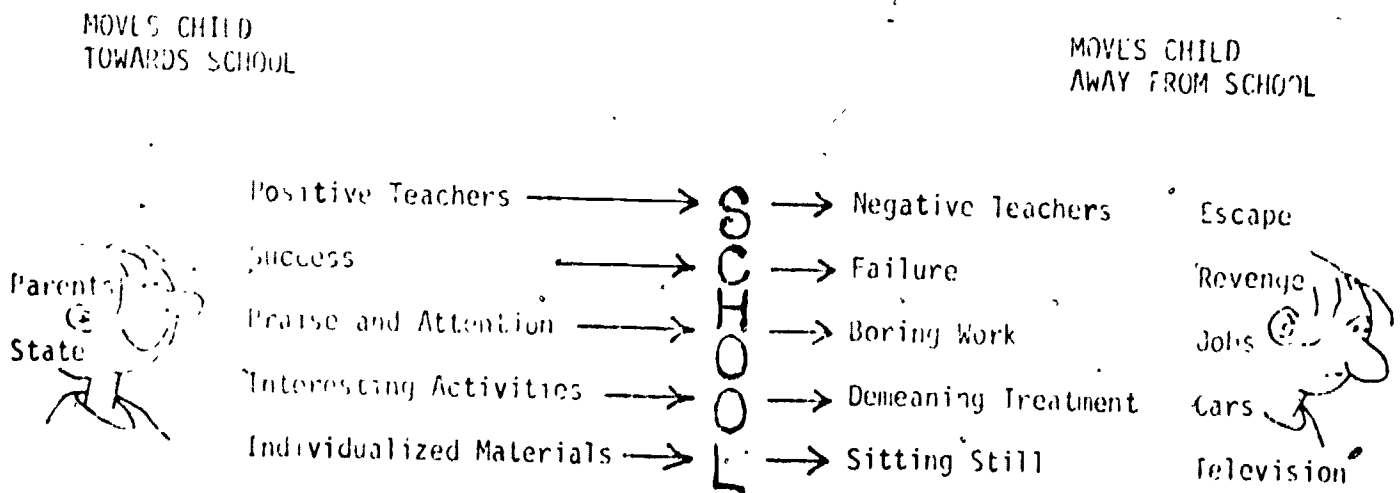 MOVES CHILD
TOWARDS SCHOOL
MOVES CHILD
AWAY FROM SCHOOL
Parents
State
Positive Teachers
Success
Praise and Attention
Interesting Activities
Individualized Materials
SCHOOL
Negative Teachers
Failure
Boring Work
Demeaning Treatment
Sitting Still
Escape
Revenge
Jobs
Cars
Television